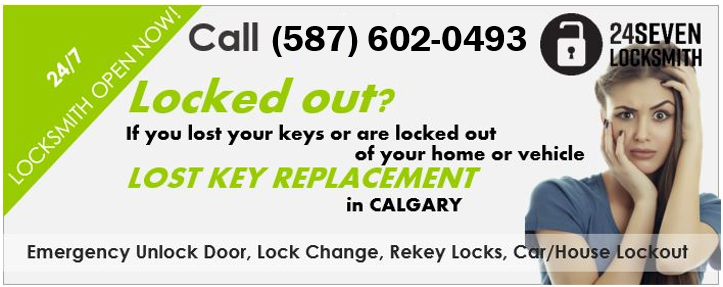 24/7
LOCKSMITH OPEN NOW!
Call (587) 602-0493
24SEVEN
LOCKSMITH
Locked out?
If you lost your keys or are locked out
of your home or vehicle
LOST KEY REPLACEMENT
in CALGARY
Emergency Unlock Door, Lock Change, Rekey Locks, Car/House Lockout